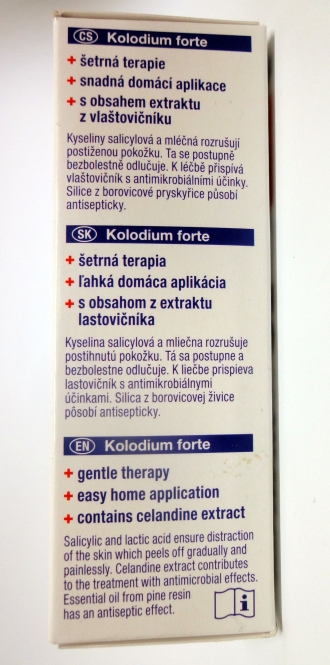 CS Kolodium forte
+ šetrná terapie
+ snadná domácí aplikace
+ s obsahem extraktu
z vlaštovičníku
Kyseliny salicylová a mléčná rozrušují
postiženou pokožku. Ta se postupně
bezbolestně odlučuje. K léčbě přispívá
vlaštovičník s antimikrobiálními účinky.
Silice z borovicové pryskyřice působí
antisepticky.
SK Kolodium forte
+ šetrná terapia
+ ľahká domáca aplikácia
+ s obsahom z extraktu
lastovičníka
Kyselina salicylová a mliečna rozrušuje
postihnutú pokožku. Tá sa postupne a
bezbolestne odlučuje. K liečbe prispieva
lastovičník s antimikrobiálnymi
účinkami. Silica z borovicovej živice
pôsobí antisepticky.
EN Kolodium forte
+ gentle therapy
+ easy home application
+ contains celandine extract
Salicylic and lactic acid ensure distraction
of the skin which peels off gradually and
painlessly. Celandine extract contributes
to the treatment with antimicrobial effects.
Essential oil from pine resin
has an antiseptic effect.
i